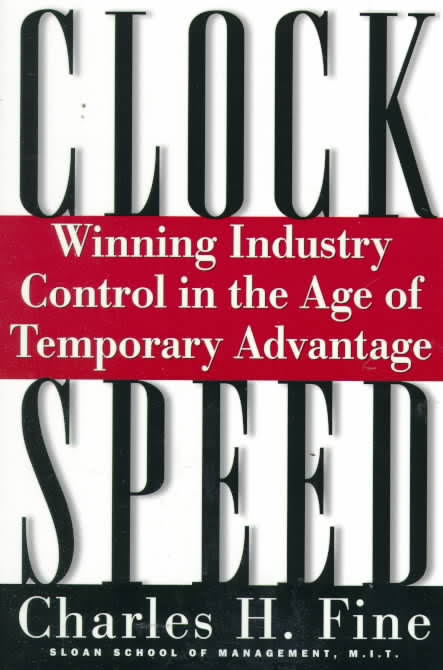 CLOCK
Winning Industry
Control in the Age of
Temporary Advantage
SPEED
Charles H. Fine
SLOAN SCHOOL OF MANAGEMENT, M.I.T.